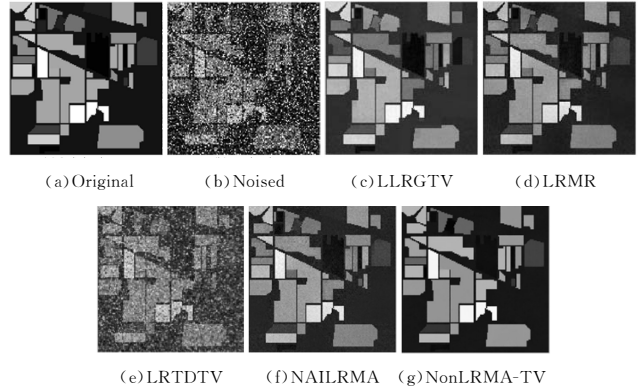 (a)Original
(b)Noised
(c)LLRGTV
(d)LRMR
(e)LRTDTV
(f)NAILRMA
(g)NonLRMA-TV